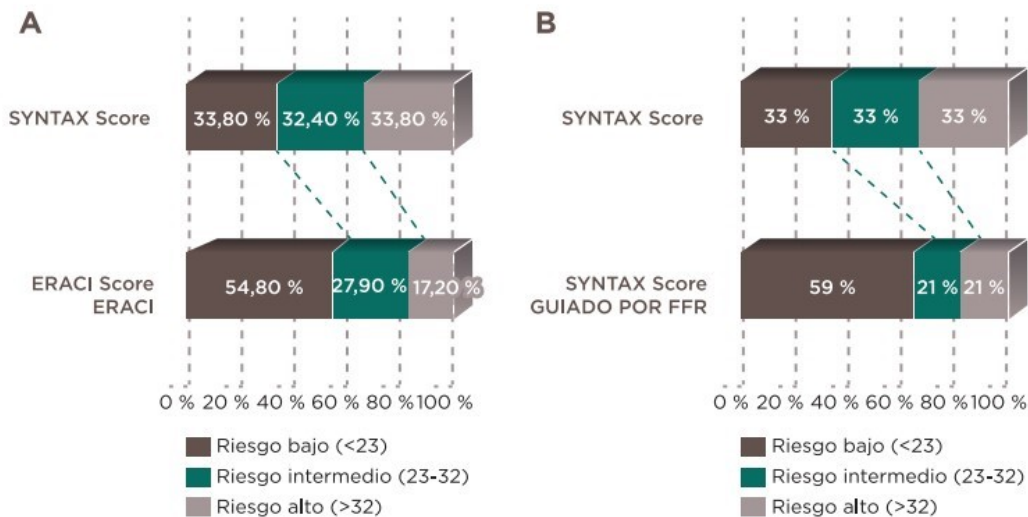 A
SYNTAX Score
33,80 %
32,40 %
33,80 %
ERACI Score
ERACI
54,80 %
27,90 %
17,20 %
0 % 20 % 40 % 60 % 80 % 100 %
Riesgo bajo (<23)
Riesgo intermedio (23-32)
Riesgo alto (>32)
B
SYNTAX Score
33 %
33 %
33 %
SYNTAX Score
GUIADO POR FFR
59 %
21 %
21 %
0 % 20 % 40 % 60 % 80 % 100 %
Riesgo bajo (<23)
Riesgo intermedio (23-32)
Riesgo alto (>32)